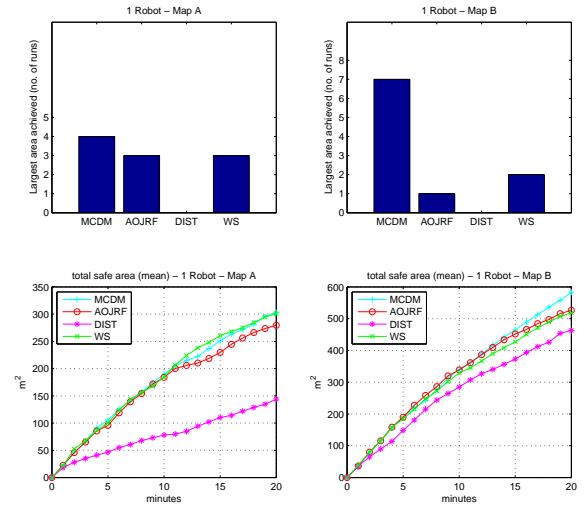 1 Robot – Map A
Largest area achieved (no. of runs)
5
4
3
2
1
0
MCDM AOJRF DIST WS
1 Robot – Map B
Largest area achieved (no. of runs)
8
7
6
5
4
3
2
1
0
MCDM AOJRF DIST WS
total safe area (mean) – 1 Robot – Map A
m2
350
300
250
200
150
100
50
0
MCDM
AOJRF
DIST
WS
0 5 10 15 20
minutes
total safe area (mean) – 1 Robot – Map B
m2
600
500
400
300
200
100
0
MCDM
AOJRF
DIST
WS
0 5 10 15 20
minutes